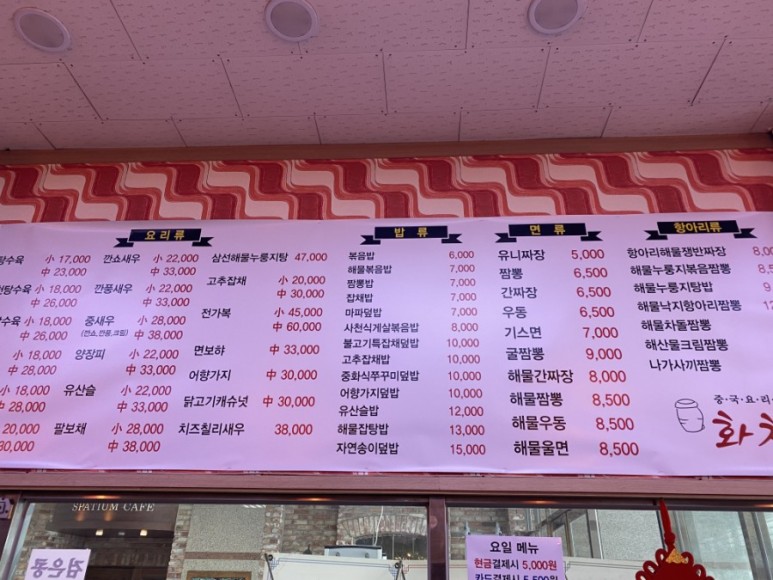 요리류
탕수육 小 17,000
中 23,000
小 18,000
中 26,000
小 18,000
中 26,000
小 18,000
中 28,000
小 18,000
中 28,000
20,000
깐쇼새우 小 22,000
中 33,000
깐풍새우 小 22,000
中 33,000
중새우 小 28,000
(깐쇼,깐풍,크림) 中 38,000
양장피 小 22,000
中 33,000
유산슬 小 22,000
中 33,000
팔보채 小 28,000
中 38,000
삼선해물누룽지탕 47,000
고추잡채 小 20,000
中 30,000
전가복 小 45,000
中 60,000
면보햐 中 33,000
어향가지 中 30,000
닭고기캐슈넛 中 30,000
치즈칠리새우 38,000
밥류
볶음밥 6,000
해물볶음밥 7,000
짬뽕밥 7,000
잡채밥 7,000
마파덮밥 7,000
사천식게살볶음밥 8,000
불고기특잡채덮밥 10,000
고추잡채밥 10,000
중화식쭈꾸미덮밥 10,000
어향가지덮밥 10,000
유산슬밥 12,000
해물잡탕밥 13,000
자연송이덮밥 15,000
면류
유니짜장 5,000
짬뽕 6,500
간짜장 6,500
우동 6,500
기스면 7,000
굴짬뽕 9,000
해물간짜장 8,000
해물짬뽕 8,500
해물우동 8,500
해물울면 8,500
항아리류
항아리해물쟁반짜장
해물누룽지볶음짬뽕
해물누룽지탕밥
해물낙지항아리짬뽕
해물차돌짬뽕
해산물크림짬뽕
나가사끼짬뽕
중·국·요·리
화
SPATIUM CAFE
검은콩
요일 메뉴
현금결제시 5,000원
카드결제시 5,500원